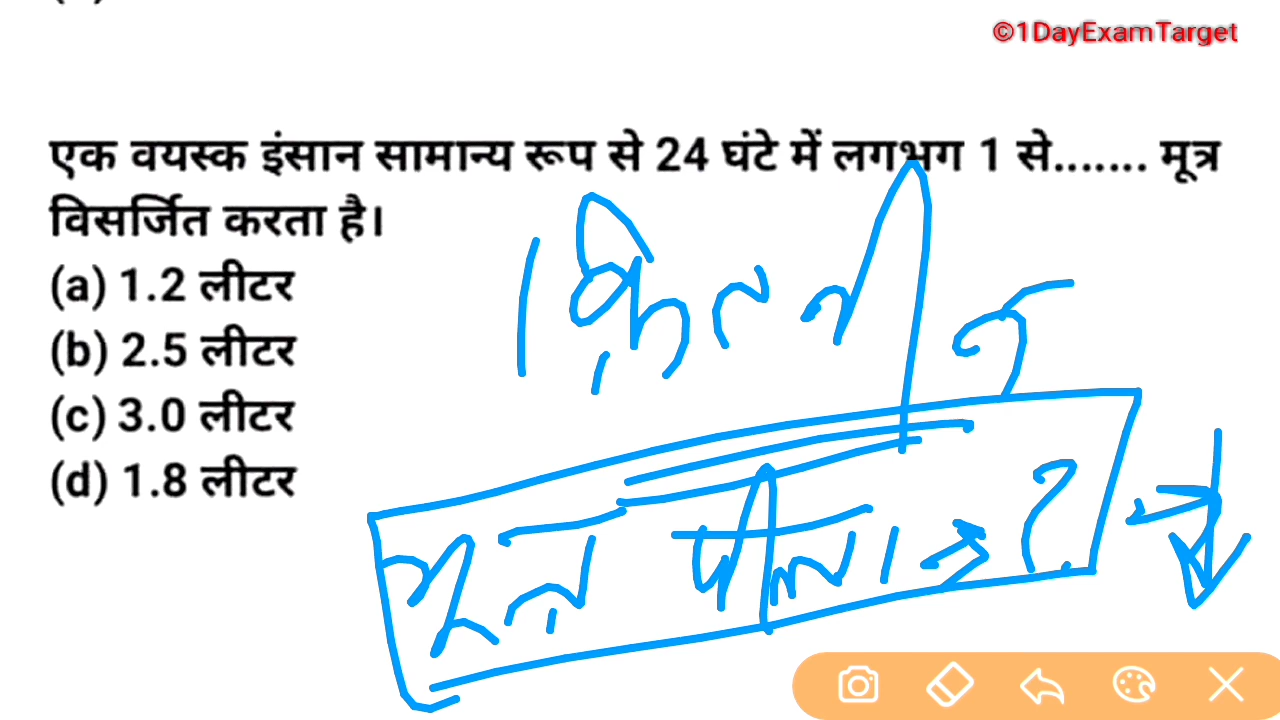 ©1DayExamTarget
एक वयस्क इंसान सामान्य रूप से 24 घंटे में लगभग 1 से....... मूत्र
विसर्जित करता है।
(a) 1.2 लीटर
(b) 2.5 लीटर
(c) 3.0 लीटर
(d) 1.8 लीटर